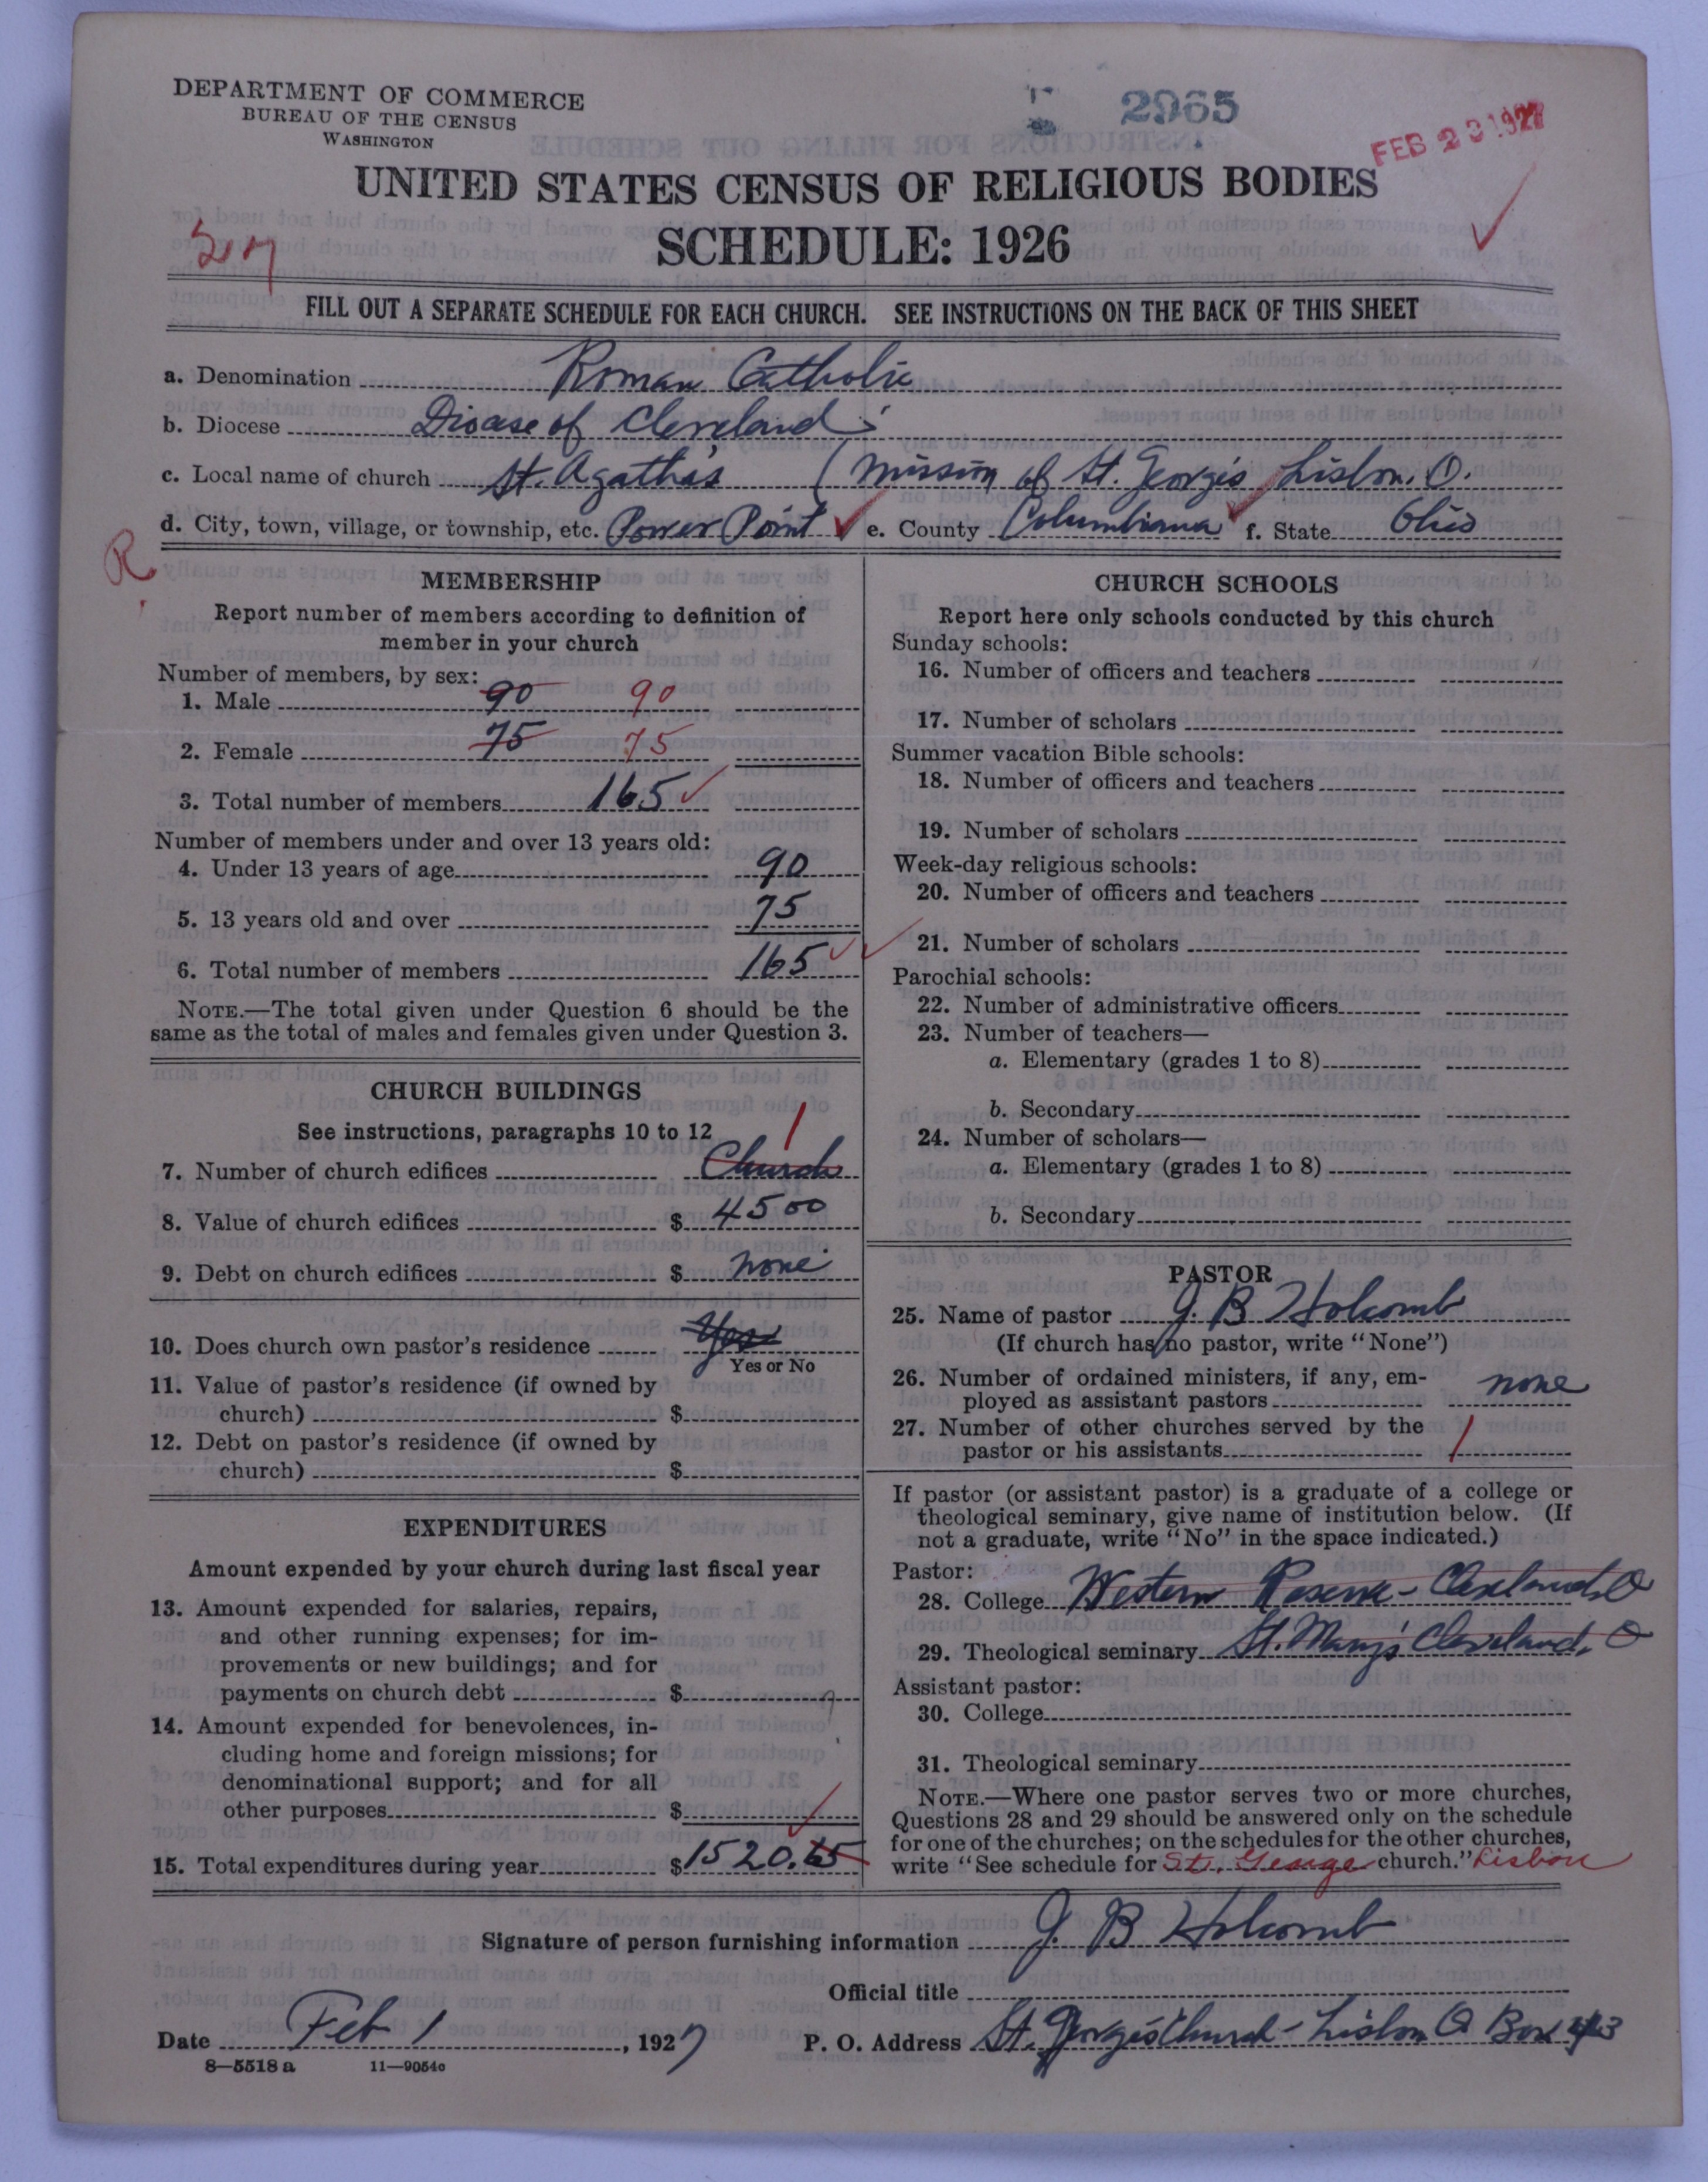 DEPARTMENT OF COMMERCE
BUREAU OF THE CENSUS
WASHINGTON
2965
FEB 23 1927
UNITED STATES CENSUS OF RELIGIOUS BODIES
SCHEDULE: 1926
FILL OUT A SEPARATE SCHEDULE FOR EACH CHURCH. SEE INSTRUCTIONS ON THE BACK OF THIS SHEET
a. Denomination Roman Catholic
b. Diocese Diocese of Cleveland
c. Local name of church St. Agatha's (Mission of St. George's Lisbon, O.
d. City, town, village, or township, etc. Power Point e. County Columbiana f. State Ohio
R
MEMBERSHIP
Report number of members according to definition of
member in your church
Number of members, by sex:
1. Male 90 90
2. Female 75 75
3. Total number of members 165
Number of members under and over 13 years old:
4. Under 13 years of age 90
5. 13 years old and over 75
6. Total number of members 165
NOTE.—The total given under Question 6 should be the
same as the total of males and females given under Question 3.
CHURCH BUILDINGS
See instructions, paragraphs 10 to 12
7. Number of church edifices Church 1
8. Value of church edifices $ 4500
9. Debt on church edifices $ none
10. Does church own pastor's residence Yes
Yes or No
11. Value of pastor's residence (if owned by
church) $
12. Debt on pastor's residence (if owned by
church) $
EXPENDITURES
Amount expended by your church during last fiscal year
13. Amount expended for salaries, repairs,
and other running expenses; for im-
provements or new buildings; and for
payments on church debt $
14. Amount expended for benevolences, in-
cluding home and foreign missions; for
denominational support; and for all
other purposes $
15. Total expenditures during year $1520.65
CHURCH SCHOOLS
Report here only schools conducted by this church
Sunday schools:
16. Number of officers and teachers
17. Number of scholars
Summer vacation Bible schools:
18. Number of officers and teachers
19. Number of scholars
Week-day religious schools:
20. Number of officers and teachers
21. Number of scholars
Parochial schools:
22. Number of administrative officers
23. Number of teachers—
a. Elementary (grades 1 to 8)
b. Secondary
24. Number of scholars—
a. Elementary (grades 1 to 8)
b. Secondary
PASTOR
25. Name of pastor J. B Holcomb
(If church has no pastor, write "None")
26. Number of ordained ministers, if any, em-
ployed as assistant pastors none
27. Number of other churches served by the
pastor or his assistants 1
If pastor (or assistant pastor) is a graduate of a college or
theological seminary, give name of institution below. (If
not a graduate, write "No" in the space indicated.)
Pastor:
28. College Western Reserve - Cleveland O
29. Theological seminary St. Mary's Cleveland, O
Assistant pastor:
30. College
31. Theological seminary
NOTE.—Where one pastor serves two or more churches,
Questions 28 and 29 should be answered only on the schedule
for one of the churches; on the schedules for the other churches,
write "See schedule for St. George church." Lisbon
Signature of person furnishing information J. B Holcomb
Official title
Date Feb 1, 1927 P. O. Address St. George's Church - Lisbon O Box
8—5518 a 11—9054c